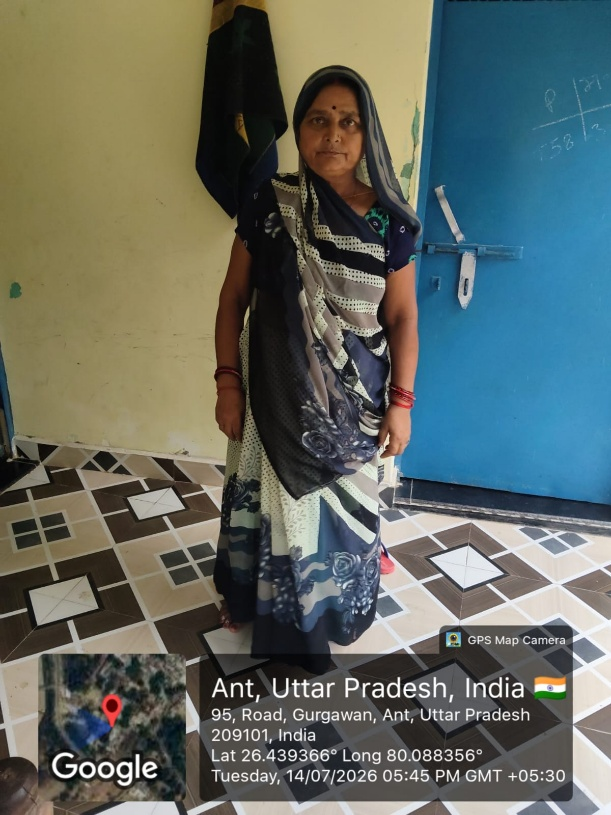 GPS Map Camera
Ant, Uttar Pradesh, India
95, Road, Gurgawan, Ant, Uttar Pradesh
209101, India
Lat 26.439366° Long 80.088356°
Tuesday, 14/07/2026 05:45 PM GMT +05:30
Google